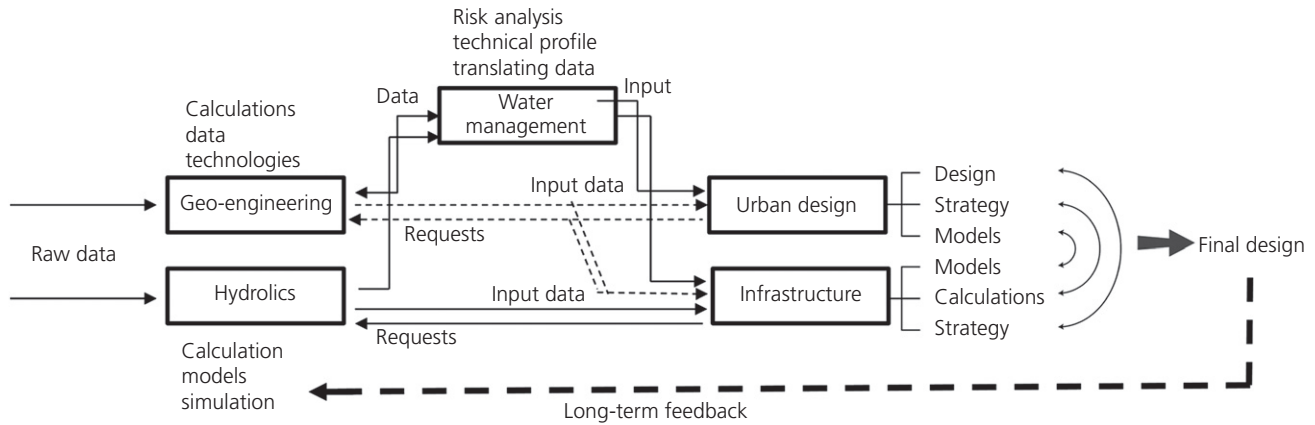 Risk analysis
technical profile
translating data
Data
Input
Water
management
Calculations
data
technologies
Geo-engineering
Input data
Requests
Urban design
Design
Strategy
Models
Raw data
Hydrolics
Input data
Requests
Infrastructure
Models
Calculations
Strategy
Final design
Calculation
models
simulation
Long-term feedback